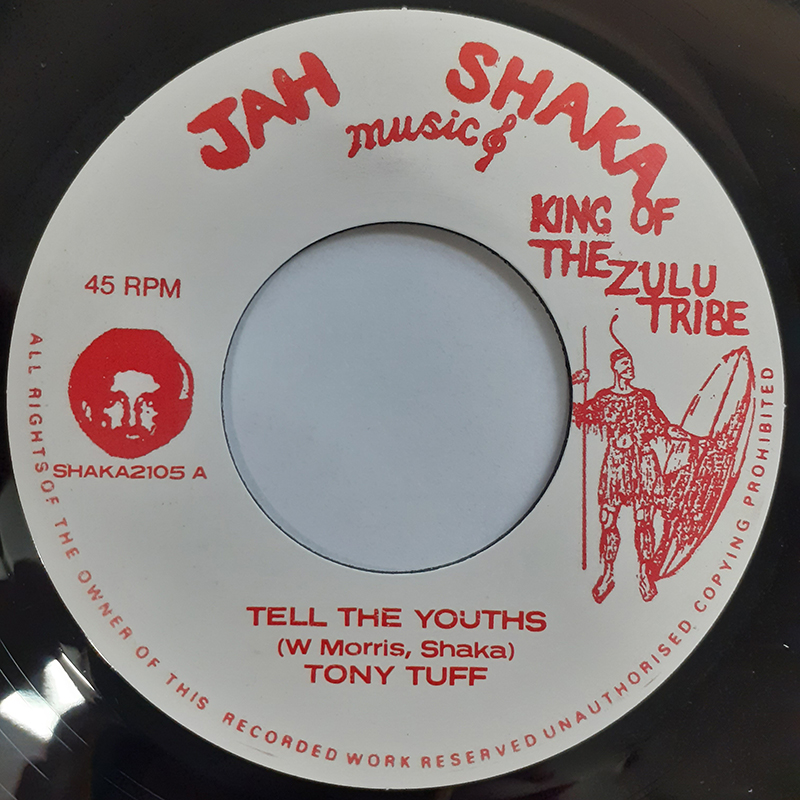 JAH SHAKA
music
KING OF
THE ZULU
TRIBE
45 RPM
SHAKA2105 A
TELL THE YOUTHS
(W Morris, Shaka)
TONY TUFF
ALL RIGHTS OF THE OWNER OF THIS RECORDED WORK RESERVED UNAUTHORISED COPYING PROHIBITED